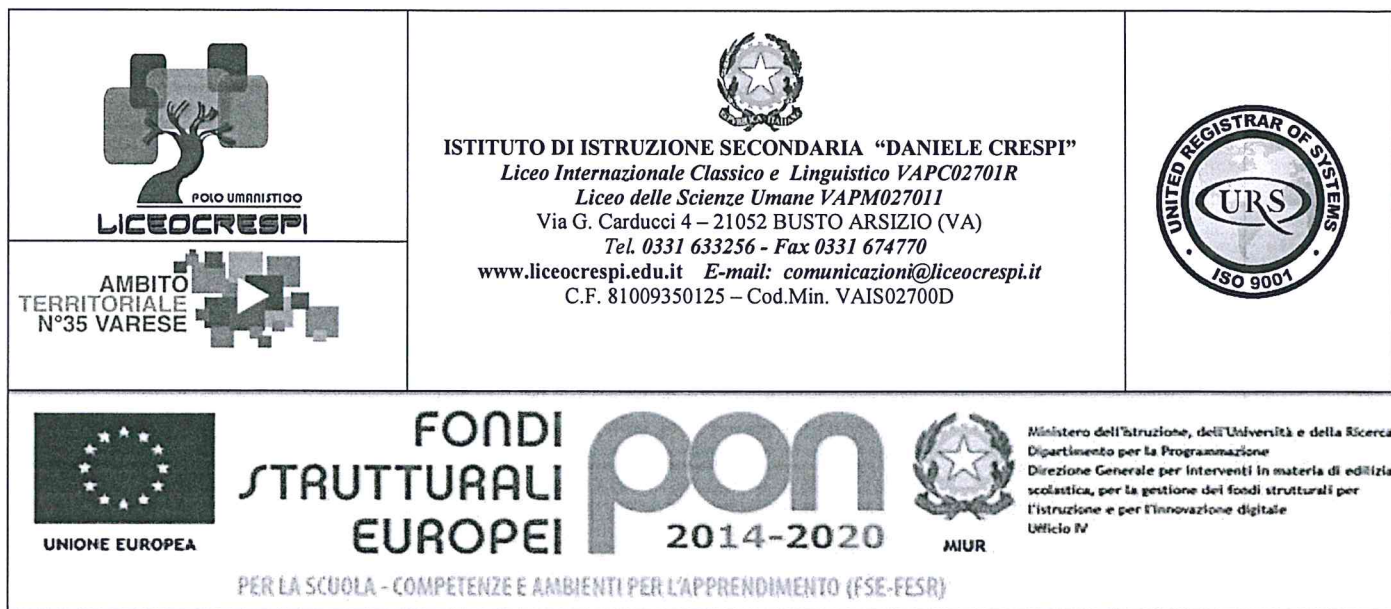 POLO UMANISTICO
LICEOCRESPI
AMBITO
TERRITORIALE
N°35 VARESE
ISTITUTO DI ISTRUZIONE SECONDARIA “DANIELE CRESPI”
Liceo Internazionale Classico e Linguistico VAPC02701R
Liceo delle Scienze Umane VAPM027011
Via G. Carducci 4 – 21052 BUSTO ARSIZIO (VA)
Tel. 0331 633256 - Fax 0331 674770
www.liceocrespi.edu.it E-mail: comunicazioni@liceocrespi.it
C.F. 81009350125 – Cod.Min. VAIS02700D
UNITED REGISTRAR OF SYSTEMS
URS
ISO 9001
UNIONE EUROPEA
FONDI
STRUTTURALI
EUROPEI
pon
2014-2020
MIUR
Ministero dell'Istruzione, dell'Università e della Ricerca
Dipartimento per la Programmazione
Direzione Generale per interventi in materia di edilizia
scolastica, per la gestione dei fondi strutturali per
l'istruzione e per l'innovazione digitale
Ufficio IV
PER LA SCUOLA - COMPETENZE E AMBIENTI PER L'APPRENDIMENTO (FSE-FESR)